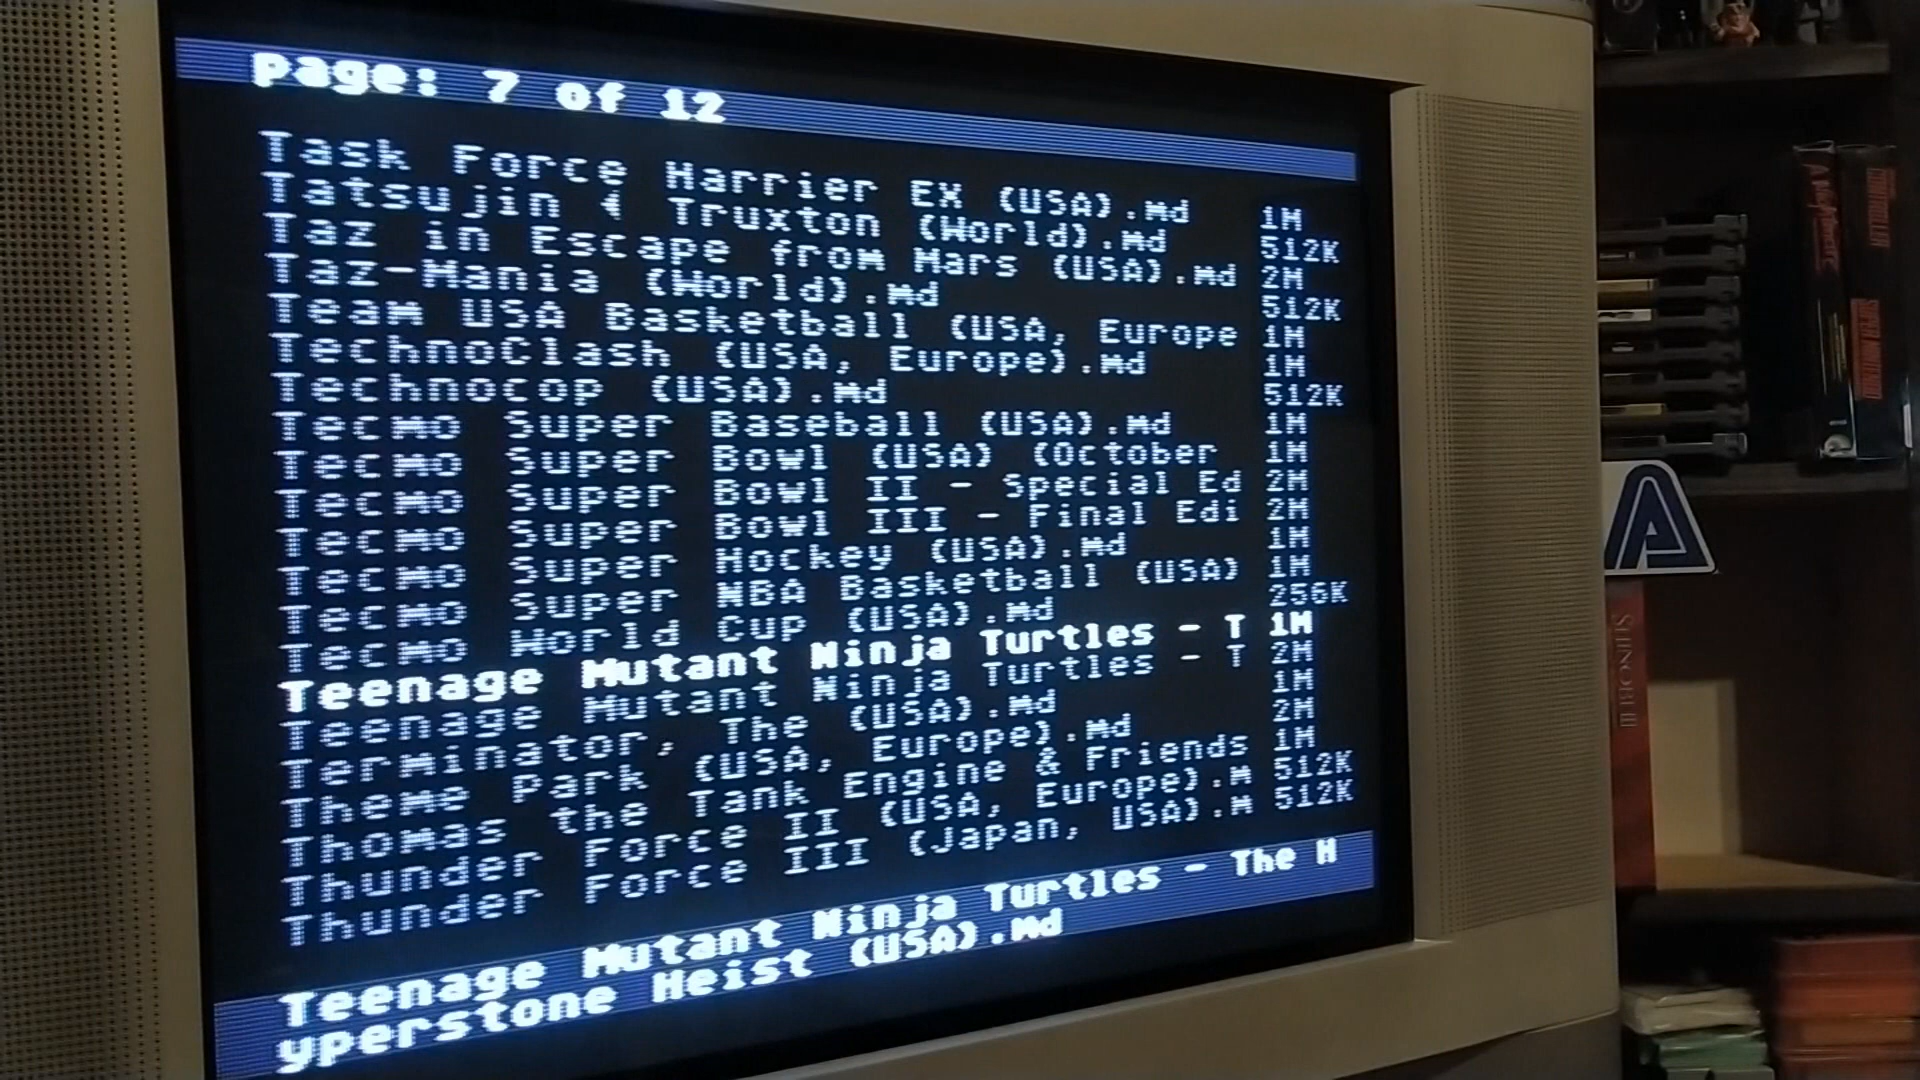 page: 7 of 12
Task Force Harrier EX (USA).Md 1M
Tatsujin ~ Truxton (World).Md 512K
Taz in Escape from Mars (USA).Md 2M
Taz-Mania (World).Md 512K
Team USA Basketball (USA, Europe 1M
TechnoClash (USA, Europe).Md 1M
Technocop (USA).Md 512K
Tecmo Super Baseball (USA).Md 1M
Tecmo Super Bowl (USA) (October 1M
Tecmo Super Bowl II - Special Ed 2M
Tecmo Super Bowl III - Final Edi 2M
Tecmo Super Hockey (USA).Md 1M
Tecmo Super NBA Basketball (USA) 1M
Tecmo World Cup (USA).Md 256K
Teenage Mutant Ninja Turtles - T 1M
Teenage Mutant Ninja Turtles - T 2M
Terminator, The (USA).Md 1M
Theme Park (USA, Europe).Md 2M
Thomas the Tank Engine & Friends 1M
Thunder Force II (USA, Europe).M 512K
Thunder Force III (Japan, USA).M 512K
Teenage Mutant Ninja Turtles - The H
yperstone Heist (USA).Md
SHINOBI III